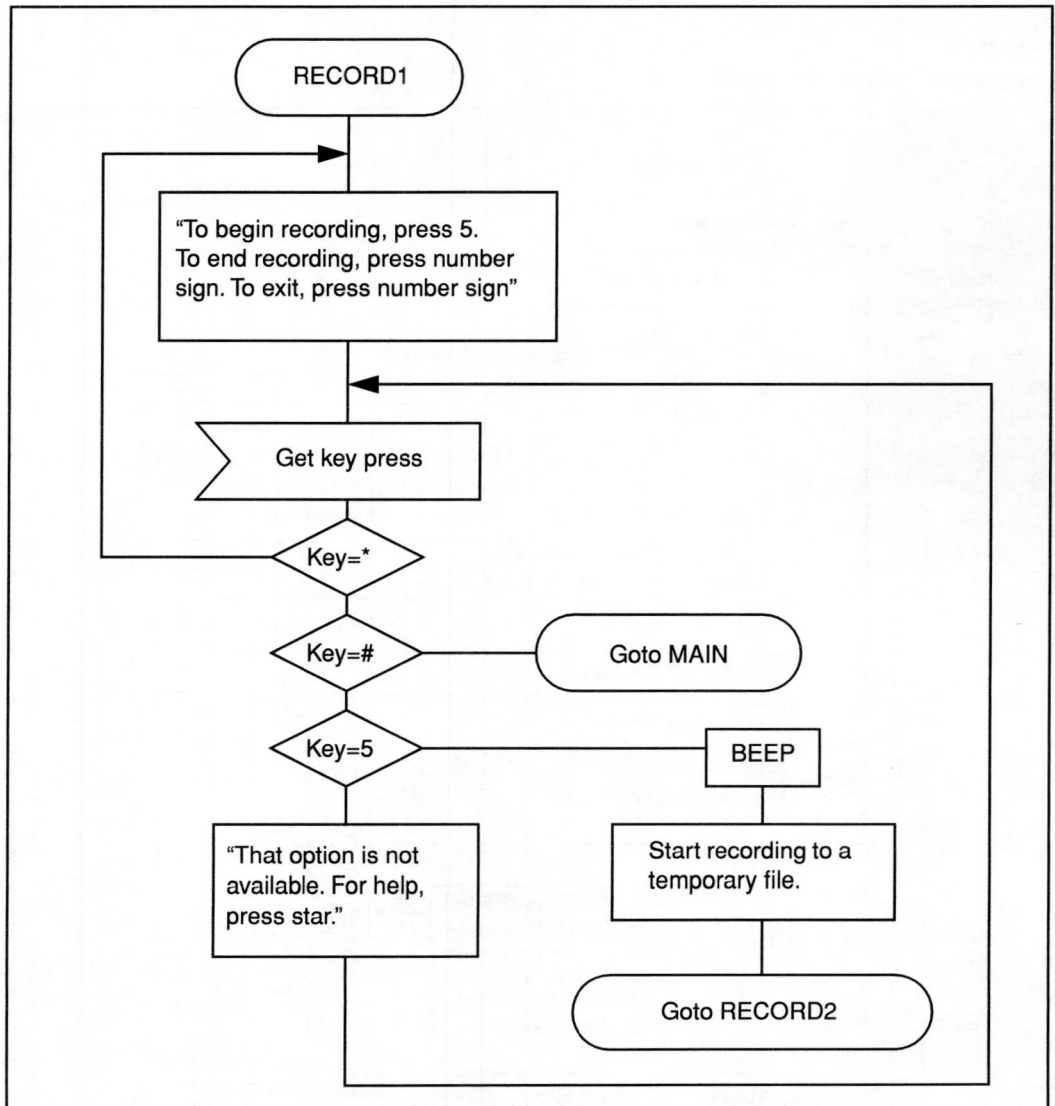 RECORD1
“To begin recording, press 5.
To end recording, press number
sign. To exit, press number sign”
Get key press
Key=*
Key=#
Goto MAIN
Key=5
BEEP
“That option is not
available. For help,
press star.”
Start recording to a
temporary file.
Goto RECORD2